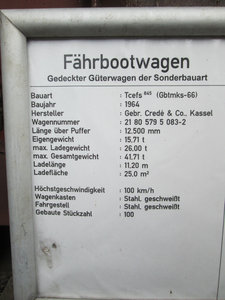 Fährbootwagen
Gedeckter Güterwagen der Sonderbauart
Bauart : Tcefs 845 (Gbtmks-66)
Baujahr : 1964
Hersteller : Gebr. Credé & Co., Kassel
Wagennummer : 21 80 579 5 083-2
Länge über Puffer : 12.500 mm
Eigengewicht : 15,71 t
max. Ladegewicht : 26,00 t
max. Gesamtgewicht : 41,71 t
Ladelänge : 11,20 m
Ladefläche : 25,0 m²
Höchstgeschwindigkeit : 100 km/h
Wagenkasten : Stahl, geschweißt
Fahrgestell : Stahl, geschweißt
Gebaute Stückzahl : 100